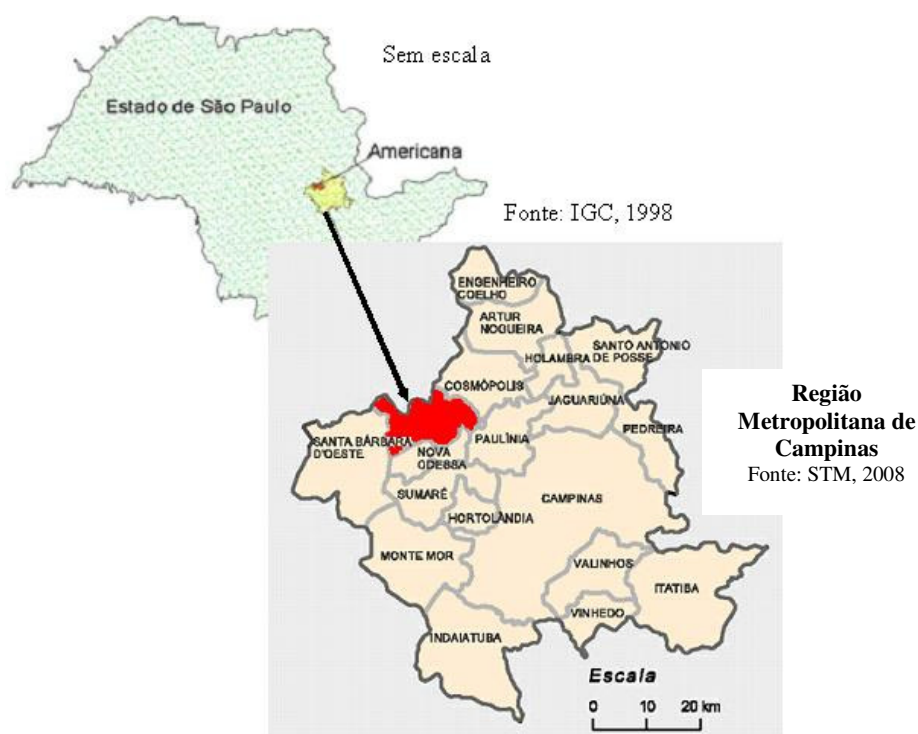 Sem escala
Estado de São Paulo
Americana
Fonte: IGC, 1998
ENGENHEIRO
COELHO
ARTUR
NOGUEIRA
HOLAMBRA
SANTO ANTONIO
DE POSSE
COSMÓPOLIS
JAGUARIÚNA
PEDREIRA
SANTA BÁRBARA
D'OESTE
NOVA
ODESSA
PAULÍNIA
SUMARÉ
HORTOLÂNDIA
CAMPINAS
MONTE MOR
VALINHOS
ITATIBA
VINHEDO
INDAIATUBA
Região
Metropolitana de
Campinas
Fonte: STM, 2008
Escala
0 10 20 km